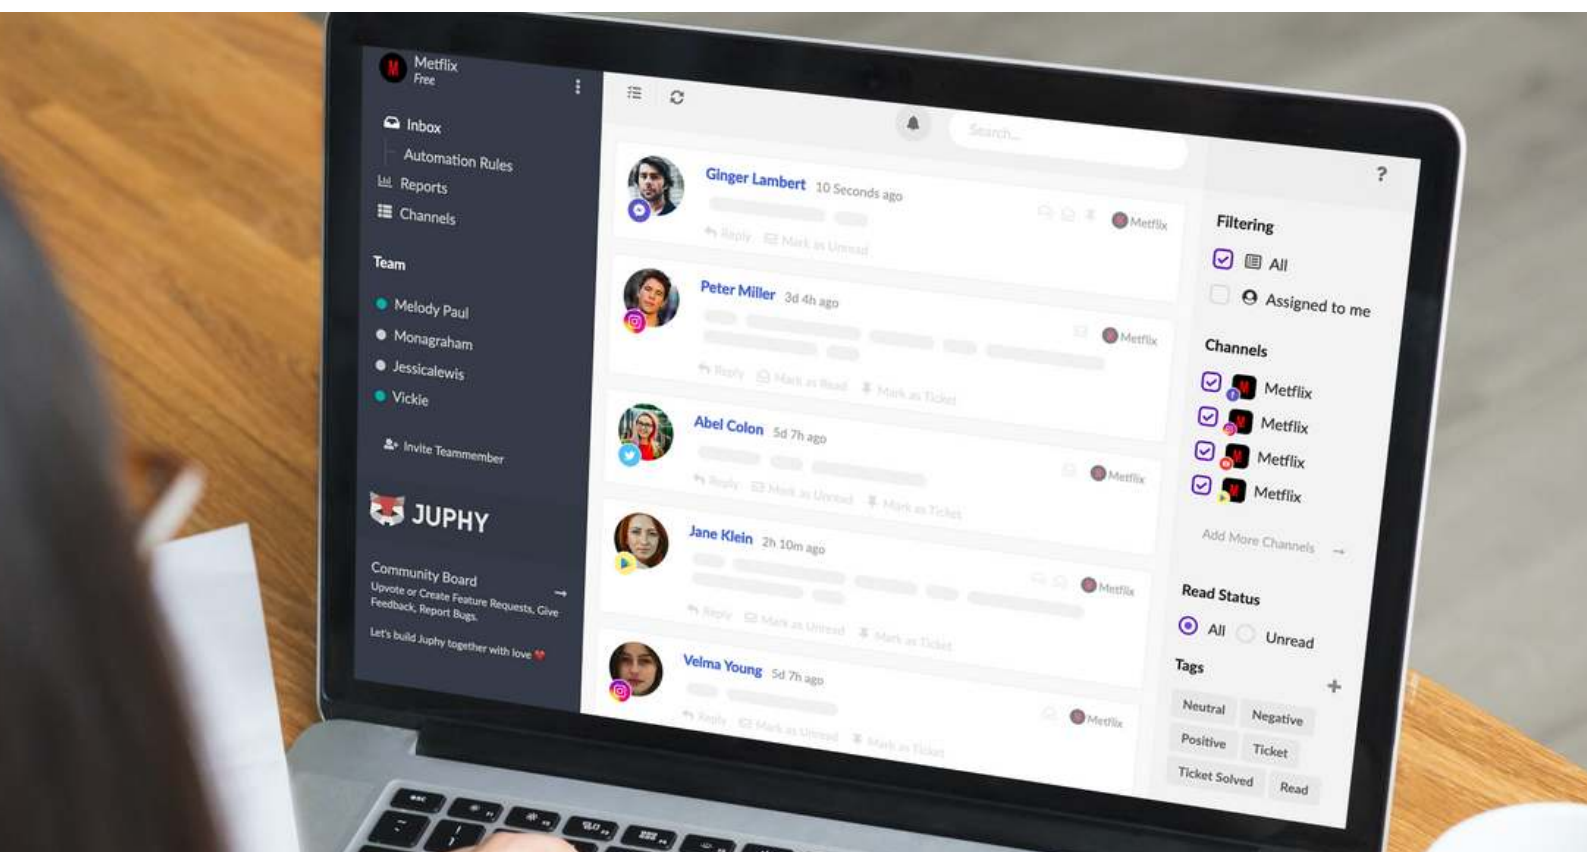 Metflix
Free
Inbox
Automation Rules
Reports
Channels
Team
Melody Paul
Monagraham
Jessicalewis
Vickie
Invite Teammember
JUPHY
Community Board
Upvote or Create Feature Requests, Give
Feedback, Report Bugs.
Let's build Juphy together with love
Search...
Ginger Lambert 10 Seconds ago
Metflix
Reply Mark as Unread
Peter Miller 3d 4h ago
Metflix
Reply Mark as Read Mark as Ticket
Abel Colon 5d 7h ago
Metflix
Reply Mark as Unread Mark as Ticket
Jane Klein 2h 10m ago
Metflix
Reply Mark as Unread Mark as Ticket
Velma Young 5d 7h ago
Metflix
Reply Mark as Unread Mark as Ticket
?
Filtering
All
Assigned to me
Channels
Metflix
Metflix
Metflix
Metflix
Add More Channels →
Read Status
All Unread
Tags +
Neutral Negative
Positive Ticket
Ticket Solved Read
esc